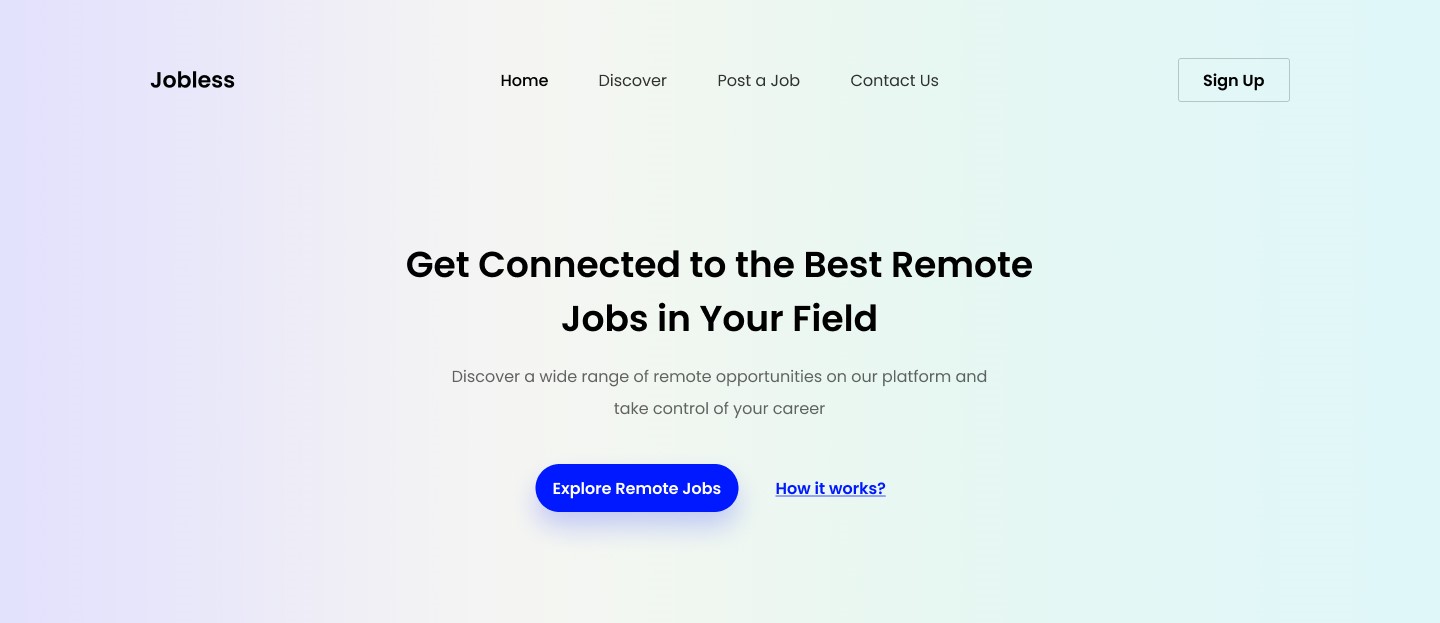 Jobless
Home
Discover
Post a Job
Contact Us
Sign Up
Get Connected to the Best Remote
Jobs in Your Field
Discover a wide range of remote opportunities on our platform and
take control of your career
Explore Remote Jobs
How it works?